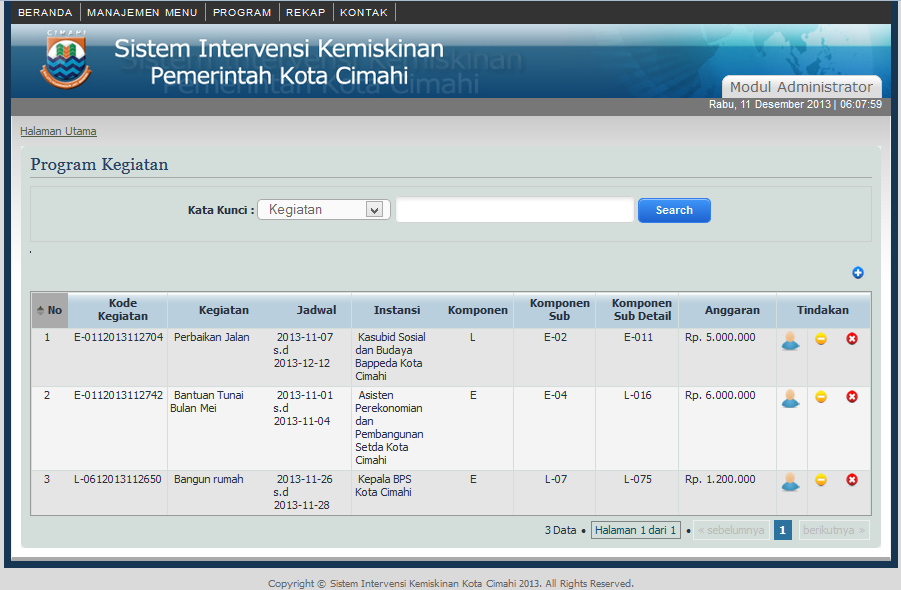 BERANDA MANAJEMEN MENU PROGRAM REKAP KONTAK
CIMAHI
Sistem Intervensi Kemiskinan
Pemerintah Kota Cimahi
Modul Administrator
Rabu, 11 Desember 2013 | 06:07:59
Halaman Utama
Program Kegiatan
Kata Kunci : Kegiatan Search
.
No Kode Kegiatan Kegiatan Jadwal Instansi Komponen Komponen Sub Komponen Sub Detail Anggaran Tindakan
1 E-0112013112704 Perbaikan Jalan 2013-11-07 s.d 2013-12-12 Kasubid Sosial dan Budaya Bappeda Kota Cimahi L E-02 E-011 Rp. 5.000.000
2 E-0112013112742 Bantuan Tunai Bulan Mei 2013-11-01 s.d 2013-11-04 Asisten Perekonomian dan Pembangunan Setda Kota Cimahi E E-04 L-016 Rp. 6.000.000
3 L-0612013112650 Bangun rumah 2013-11-26 s.d 2013-11-28 Kepala BPS Kota Cimahi E L-07 L-075 Rp. 1.200.000
3 Data • Halaman 1 dari 1 • « sebelumnya 1 berikutnya »
Copyright © Sistem Intervensi Kemiskinan Kota Cimahi 2013. All Rights Reserved.